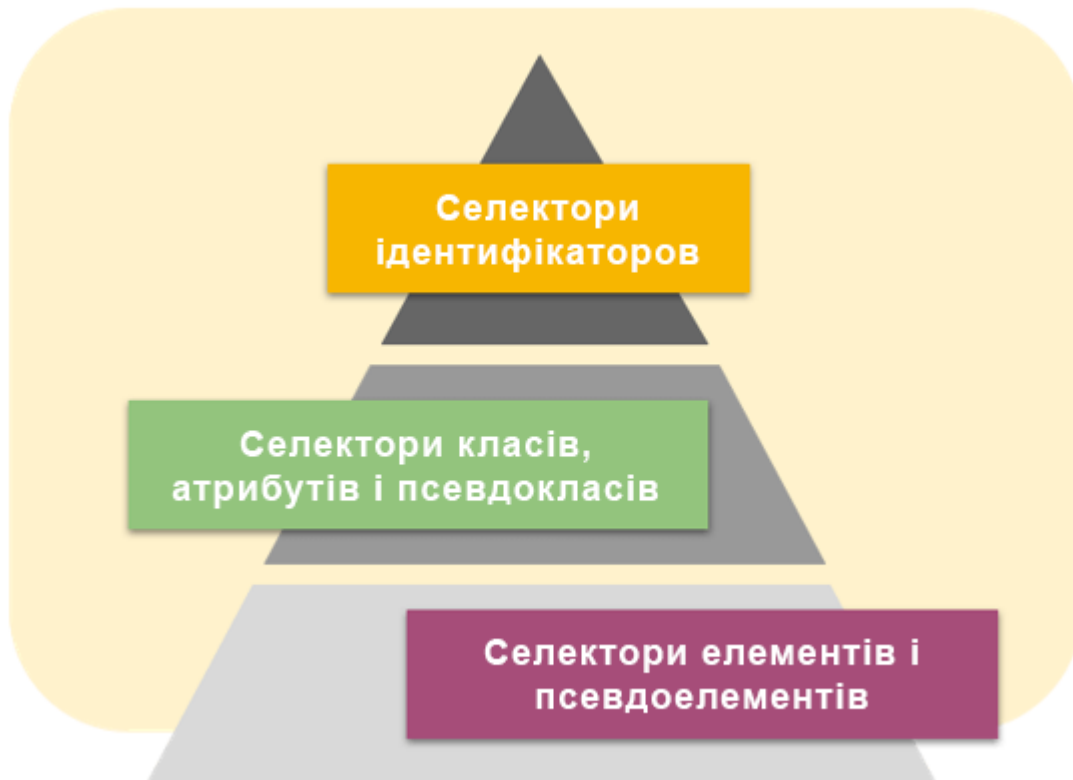 Селектори
ідентифікаторов
Селектори класів,
атрибутів і псевдокласів
Селектори елементів і
псевдоелементів